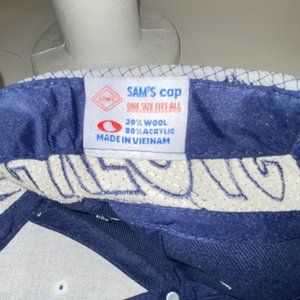 SAM'S
SAM'S cap
ONE SIZE FITS ALL
20% WOOL
80% ACRYLIC
MADE IN VIETNAM